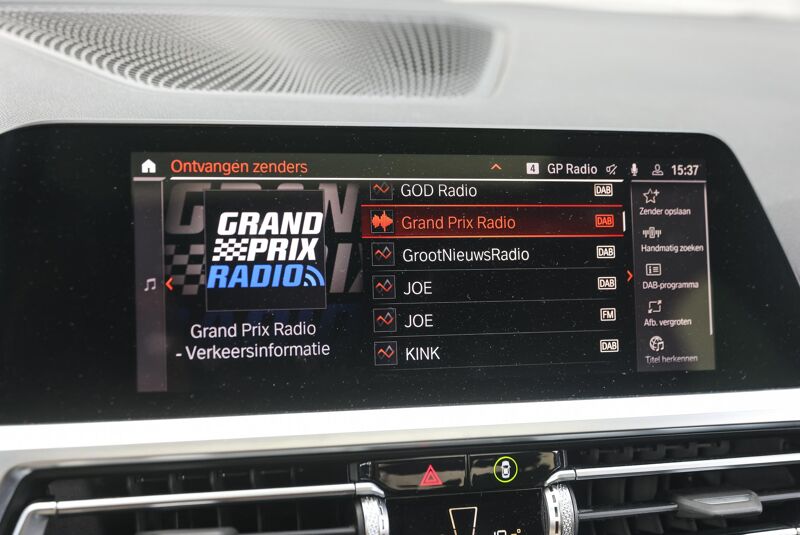 Ontvangen zenders
4 GP Radio 15:37
GRAND
PRIX
RADIO
Grand Prix Radio
- Verkeersinformatie
GOD Radio DAB
Grand Prix Radio DAB
GrootNieuwsRadio DAB
JOE DAB
JOE FM
KINK DAB
Zender opslaan
Handmatig zoeken
DAB-programma
Afb. vergroten
Titel herkennen